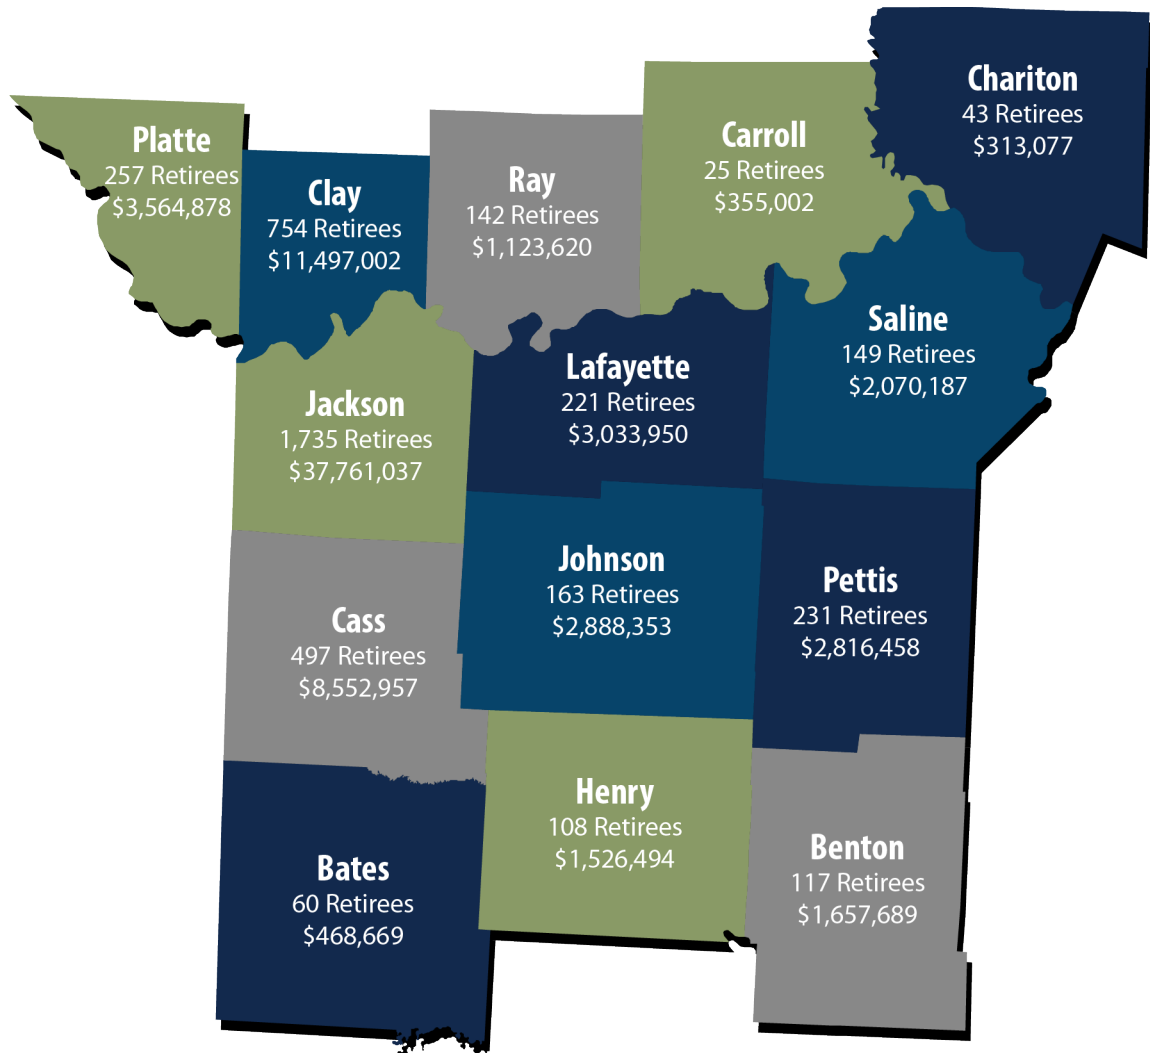 Chariton
43 Retirees
$313,077
Platte
257 Retirees
$3,564,878
Clay
754 Retirees
$11,497,002
Ray
142 Retirees
$1,123,620
Carroll
25 Retirees
$355,002
Saline
149 Retirees
$2,070,187
Lafayette
221 Retirees
$3,033,950
Jackson
1,735 Retirees
$37,761,037
Johnson
163 Retirees
$2,888,353
Pettis
231 Retirees
$2,816,458
Cass
497 Retirees
$8,552,957
Henry
108 Retirees
$1,526,494
Benton
117 Retirees
$1,657,689
Bates
60 Retirees
$468,669